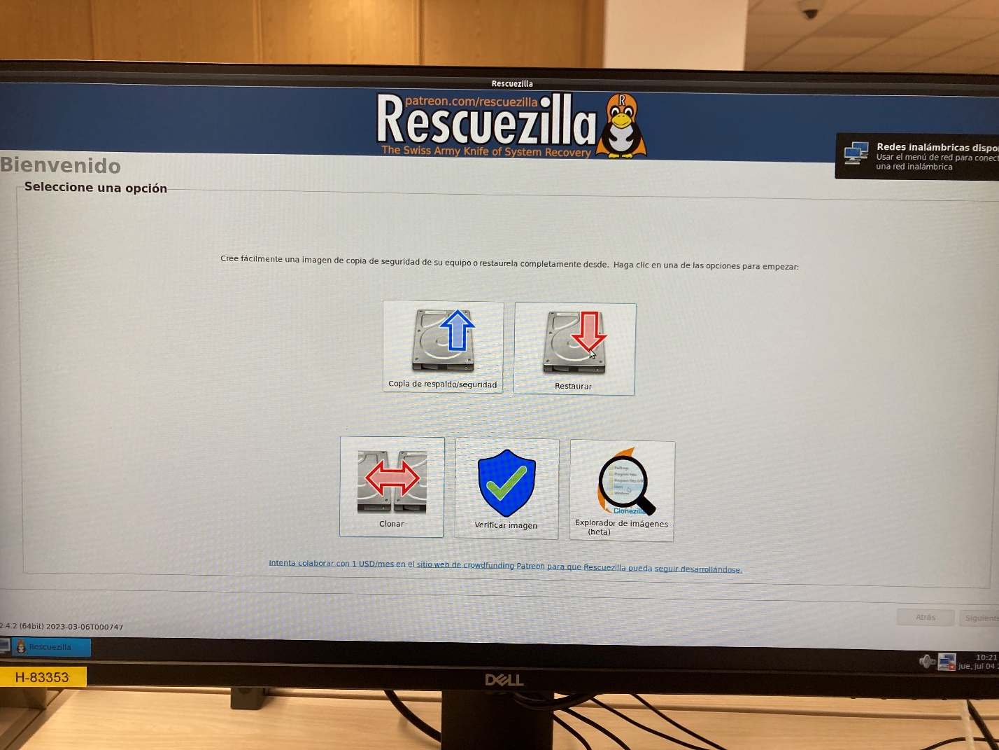 Rescuezilla
patreon.com/rescuezilla
Rescuezilla
R
The Swiss Army Knife of System Recovery
Redes inalámbricas dispo
Usar el menú de red para conect
una red inalámbrica
Bienvenido
Seleccione una opción
Cree fácilmente una imagen de copia de seguridad de su equipo o restaurela completamente desde. Haga clic en una de las opciones para empezar:
Copia de respaldo/seguridad
Restaurar
Clonar
Verificar imagen
Program Files
Users
Windows
Clonezilla
Explorador de imágenes
(beta)
Intenta colaborar con 1 USD/mes en el sitio web de crowdfunding Patreon para que Rescuezilla pueda seguir desarrollándose.
Atrás
Siguiente
2.4.2 (64bit) 2023-03-06T000747
Rescuezilla
10:21
jue, jul 04
H-83353
DELL